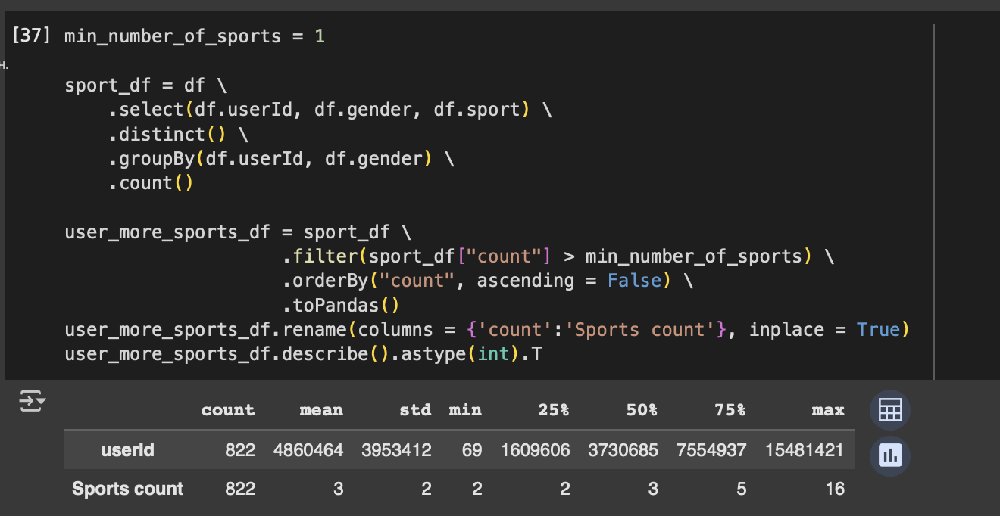 [37] min_number_of_sports = 1
н.
sport_df = df \
.select(df.userId, df.gender, df.sport) \
.distinct() \
.groupBy(df.userId, df.gender) \
.count()
user_more_sports_df = sport_df \
.filter(sport_df["count"] > min_number_of_sports) \
.orderBy("count", ascending = False) \
.toPandas()
user_more_sports_df.rename(columns = {'count':'Sports count'}, inplace = True)
user_more_sports_df.describe().astype(int).T
count mean std min 25% 50% 75% max
userId 822 4860464 3953412 69 1609606 3730685 7554937 15481421
Sports count 822 3 2 2 2 3 5 16